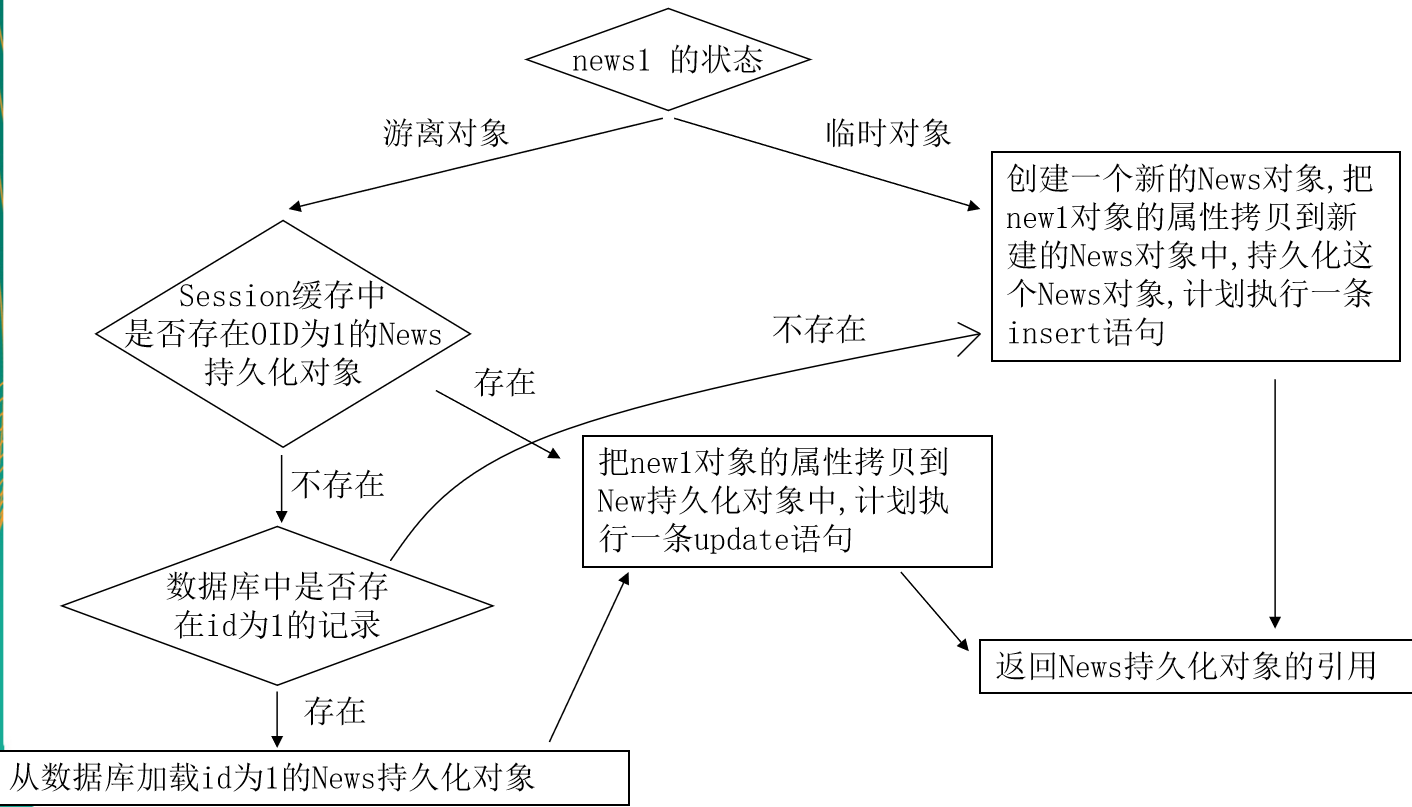 news1 的状态
游离对象
临时对象
创建一个新的News对象,把
new1对象的属性拷贝到新
建的News对象中,持久化这
个News对象,计划执行一条
insert语句
Session缓存中
是否存在OID为1的News
持久化对象
不存在
存在
把new1对象的属性拷贝到
New持久化对象中,计划执
行一条update语句
不存在
数据库中是否存
在id为1的记录
返回News持久化对象的引用
存在
从数据库加载id为1的News持久化对象